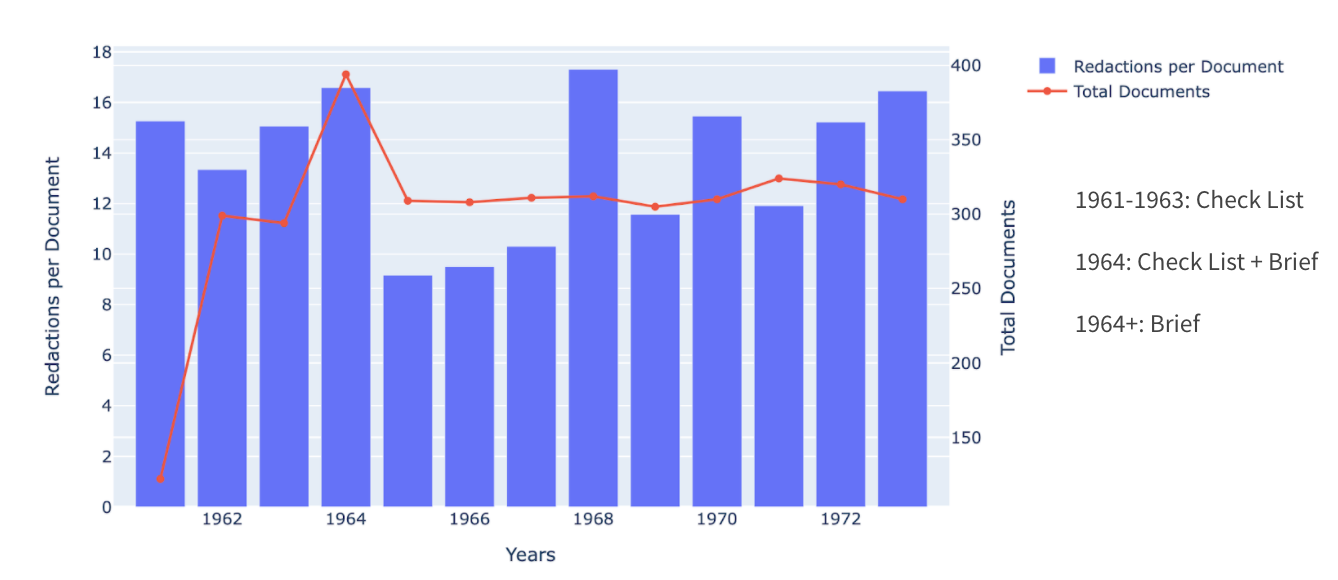 18
16
14
12
10
8
6
4
2
0
Redactions per Document
1962
1964
1966
1968
1970
1972
Years
400
350
300
250
200
150
Total Documents
Redactions per Document
Total Documents
1961-1963: Check List
1964: Check List + Brief
1964+: Brief